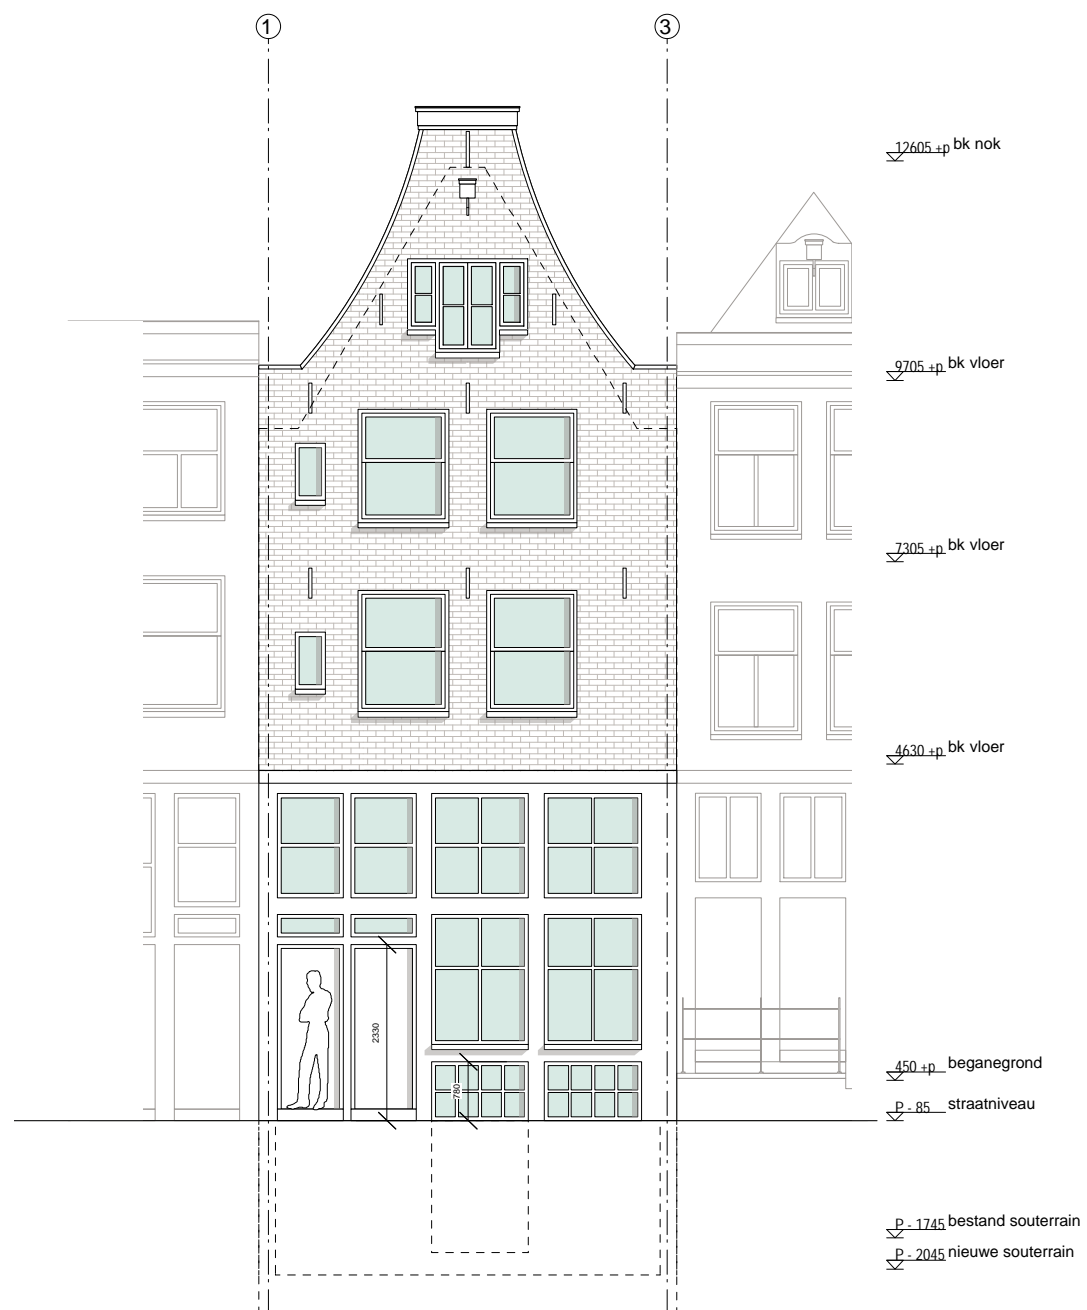 1 3
12605 +p bk nok
9705 +p bk vloer
7305 +p bk vloer
4630 +p bk vloer
2330
780
450 +p beganegrond
P - 85 straatniveau
P - 1745 bestand souterrain
P - 2045 nieuwe souterrain